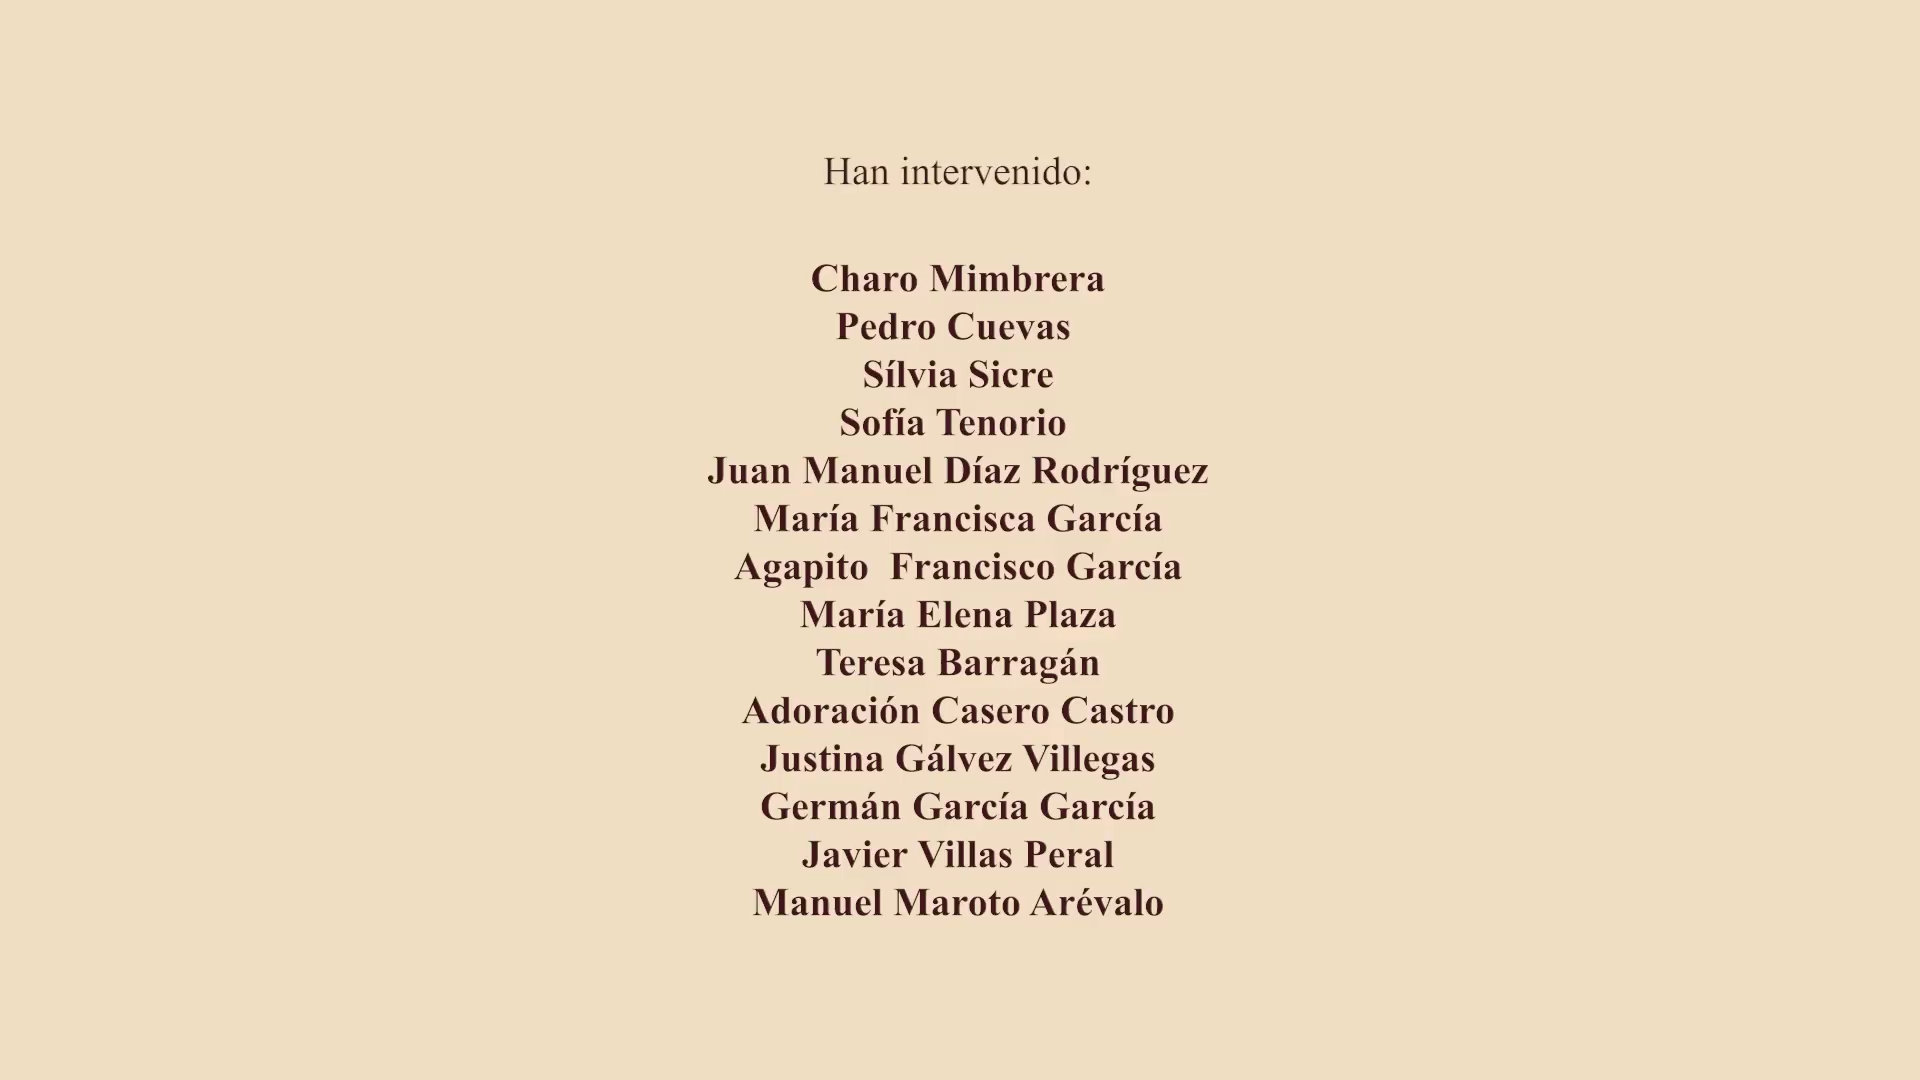 Han intervenido:
Charo Mimbrera
Pedro Cuevas
Sílvia Sicre
Sofía Tenorio
Juan Manuel Díaz Rodríguez
María Francisca García
Agapito  Francisco García
María Elena Plaza
Teresa Barragán
Adoración Casero Castro
Justina Gálvez Villegas
Germán García García
Javier Villas Peral
Manuel Maroto Arévalo